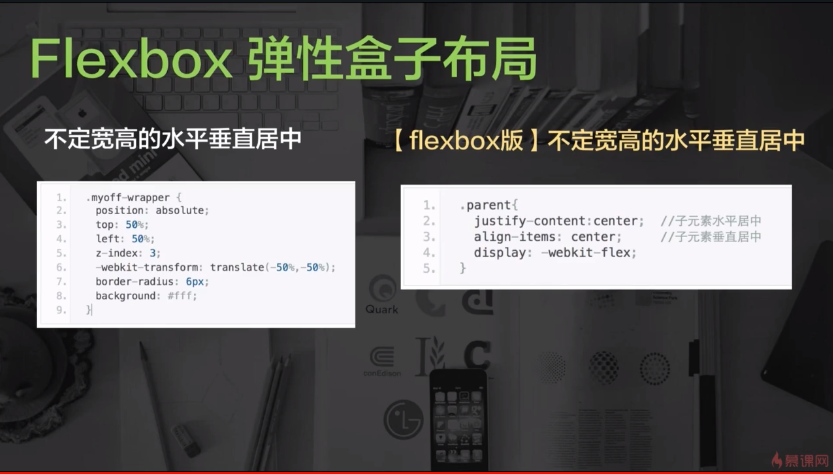 Flexbox 弹性盒子布局
不定宽高的水平垂直居中
1. .myoff-wrapper {
2. position: absolute;
3. top: 50%;
4. left: 50%;
5. z-index: 3;
6. -webkit-transform: translate(-50%,-50%);
7. border-radius: 6px;
8. background: #fff;
9. }
【flexbox版】不定宽高的水平垂直居中
1. .parent{
2. justify-content:center; //子元素水平居中
3. align-items: center; //子元素垂直居中
4. display: -webkit-flex;
5. }
Quark
conEdison
LG
慕课网